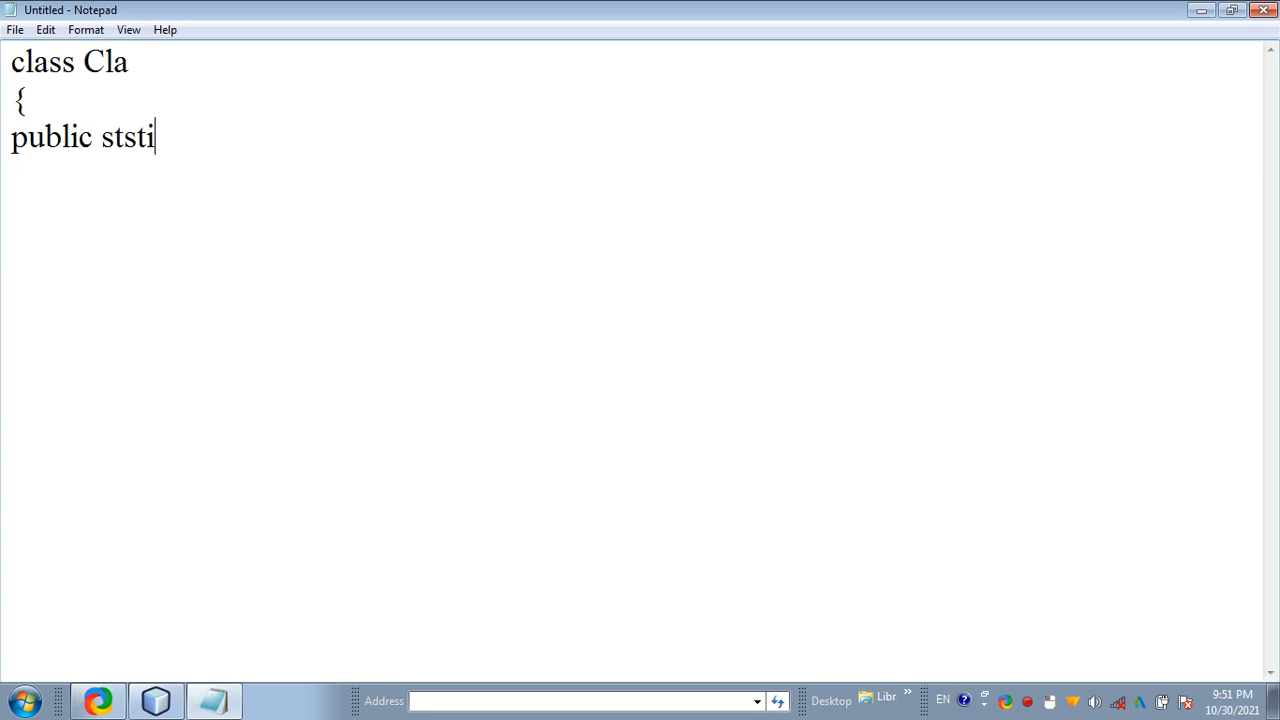 Untitled - Notepad
File Edit Format View Help
class Cla
{
public ststi
Address
Desktop Libr »
EN
9:51 PM
10/30/2021